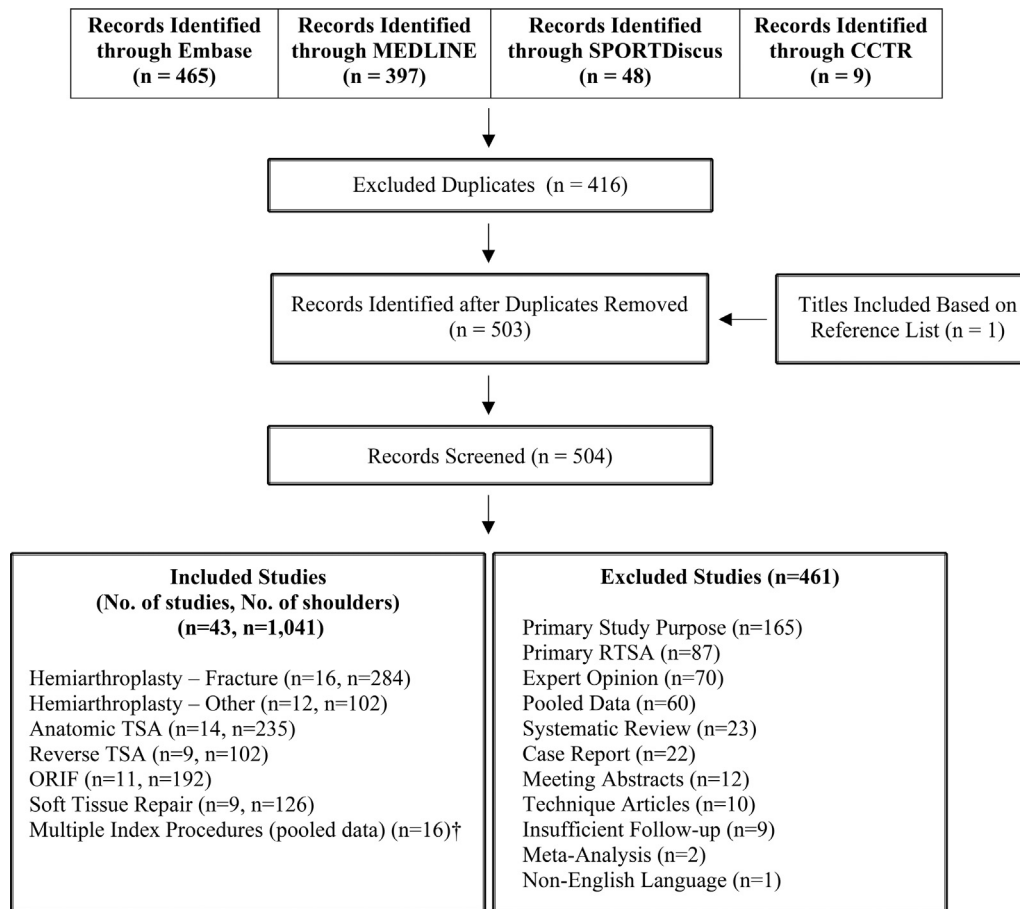 Records Identified
through Embase
(n = 465)
Records Identified
through MEDLINE
(n = 397)
Records Identified
through SPORTDiscus
(n = 48)
Records Identified
through CCTR
(n = 9)
Excluded Duplicates (n = 416)
Records Identified after Duplicates Removed
(n = 503)
Titles Included Based on
Reference List (n = 1)
Records Screened (n = 504)
Included Studies
(No. of studies, No. of shoulders)
(n=43, n=1,041)
Hemiarthroplasty – Fracture (n=16, n=284)
Hemiarthroplasty – Other (n=12, n=102)
Anatomic TSA (n=14, n=235)
Reverse TSA (n=9, n=102)
ORIF (n=11, n=192)
Soft Tissue Repair (n=9, n=126)
Multiple Index Procedures (pooled data) (n=16)†
Excluded Studies (n=461)
Primary Study Purpose (n=165)
Primary RTSA (n=87)
Expert Opinion (n=70)
Pooled Data (n=60)
Systematic Review (n=23)
Case Report (n=22)
Meeting Abstracts (n=12)
Technique Articles (n=10)
Insufficient Follow-up (n=9)
Meta-Analysis (n=2)
Non-English Language (n=1)